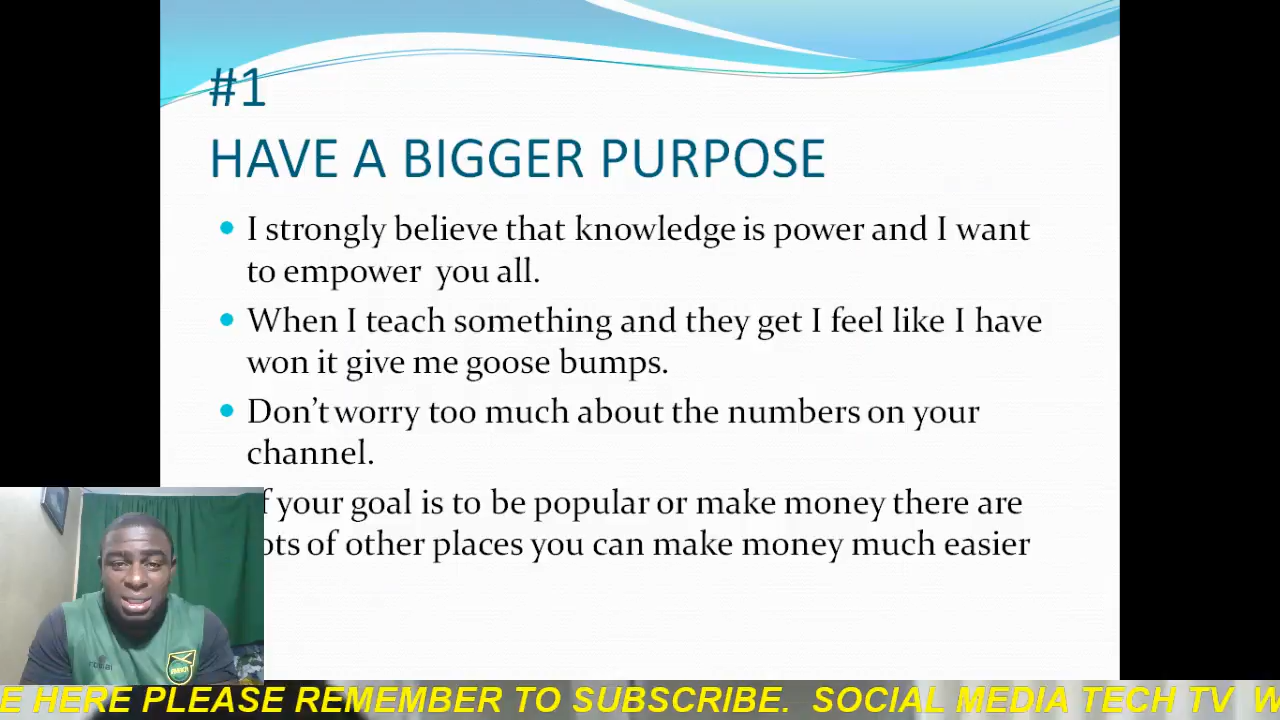 #1
HAVE A BIGGER PURPOSE
I strongly believe that knowledge is power and I want
to empower you all.
When I teach something and they get I feel like I have
won it give me goose bumps.
Don't worry too much about the numbers on your
channel.
f your goal is to be popular or make money there are
ots of other places you can make money much easier
E HERE PLEASE REMEMBER TO SUBSCRIBE. SOCIAL MEDIA TECH TV W